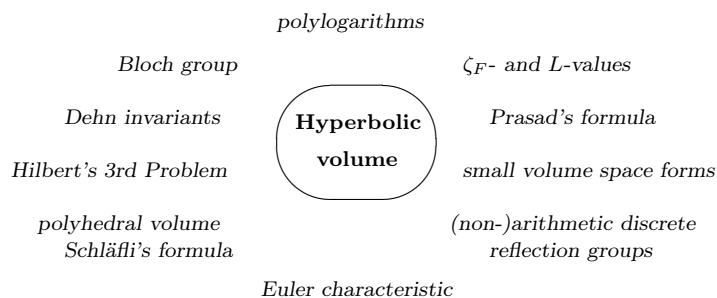 polylogarithms
Bloch group
ζF- and L-values
Dehn invariants
Hyperbolic
Prasad's formula
volume
Hilbert's 3rd Problem
small volume space forms
polyhedral volume
(non-)arithmetic discrete
Schläfli's formula
reflection groups
Euler characteristic